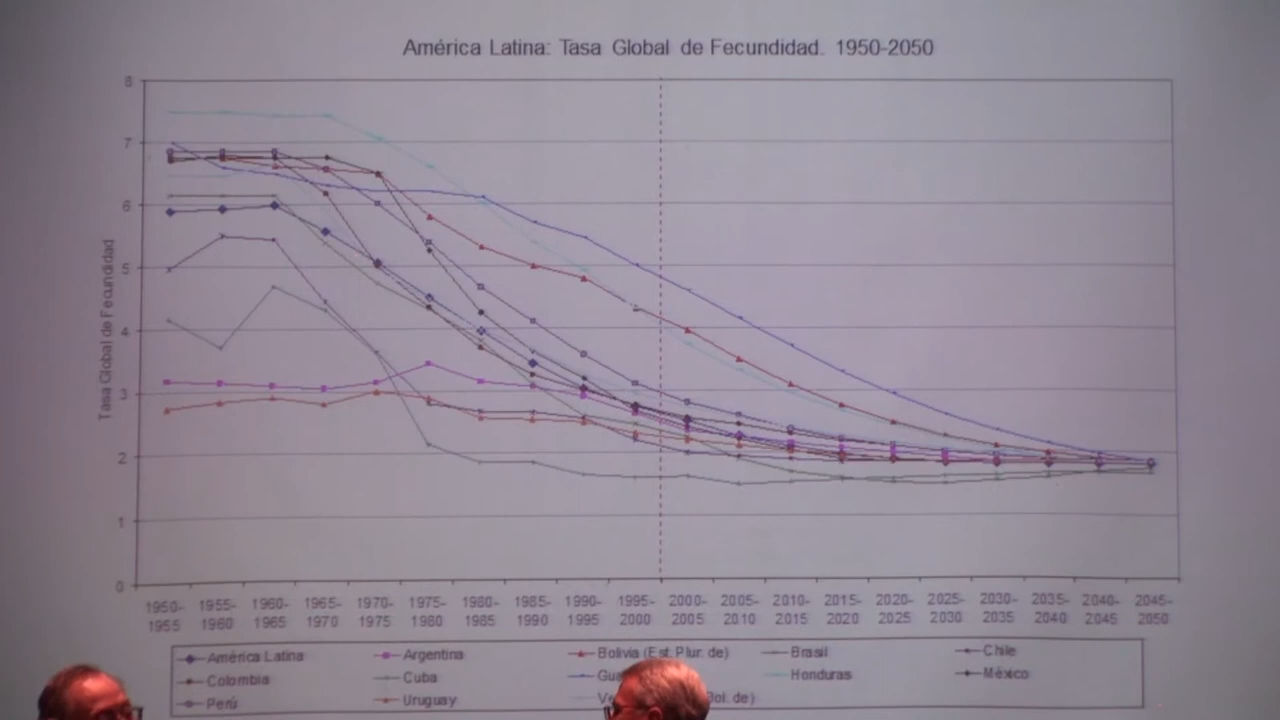 América Latina: Tasa Global de Fecundidad. 1950-2050
8
7
6
5
4
3
2
1
0
Tasa Global de Fecundidad
1950- 1955- 1960- 1965- 1970- 1975- 1980- 1985- 1990- 1995- 2000- 2005- 2010- 2015- 2020- 2025- 2030- 2035- 2040- 2045-
1955 1960 1965 1970 1975 1980 1985 1990 1995 2000 2005 2010 2015 2020 2025 2030 2035 2040 2045 2050
América Latina Argentina Bolivia (Est. Plur. de) Brasil Chile
Colombia Cuba Honduras México
Perú Uruguay de)